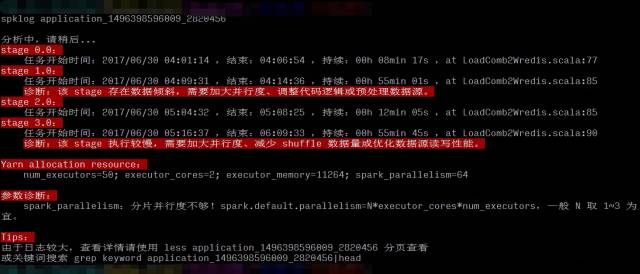 spklog application_1496398596009_2820456
分析中，请稍后...
stage 0.0：
任务开始时间：2017/06/30 04:01:14 ，结束：04:06:54 ，持续：00h 08min 17s ，at LoadComb2Wredis.scala:77
stage 1.0：
任务开始时间：2017/06/30 04:09:31 ，结束：04:14:36 ，持续：00h 55min 01s ，at LoadComb2Wredis.scala:85
诊断：该 stage 存在数据倾斜，需要加大并行度、调整代码逻辑或预处理数据源。
stage 2.0：
任务开始时间：2017/06/30 05:04:32 ，结束：05:08:25 ，持续：00h 12min 05s ，at LoadComb2Wredis.scala:85
stage 3.0：
任务开始时间：2017/06/30 05:16:37 ，结束：06:09:33 ，持续：00h 55min 45s ，at LoadComb2Wredis.scala:90
诊断：该 stage 执行较慢，需要加大并行度、减少 shuffle 数据量或优化数据源读写性能。
Yarn allocation resource：
num_executors=50; executor_cores=2; executor_memory=11264; spark_parallelism=64
参数诊断：
spark_parallelism：分片并行度不够！spark.default.parallelism=N*executor_cores*num_executors，一般 N 取 1~3 为
宜。
Tips：
由于日志较大，查看详情请使用 less application_1496398596009_2820456 分页查看
或关键词搜索 grep keyword application_1496398596009_2820456|head